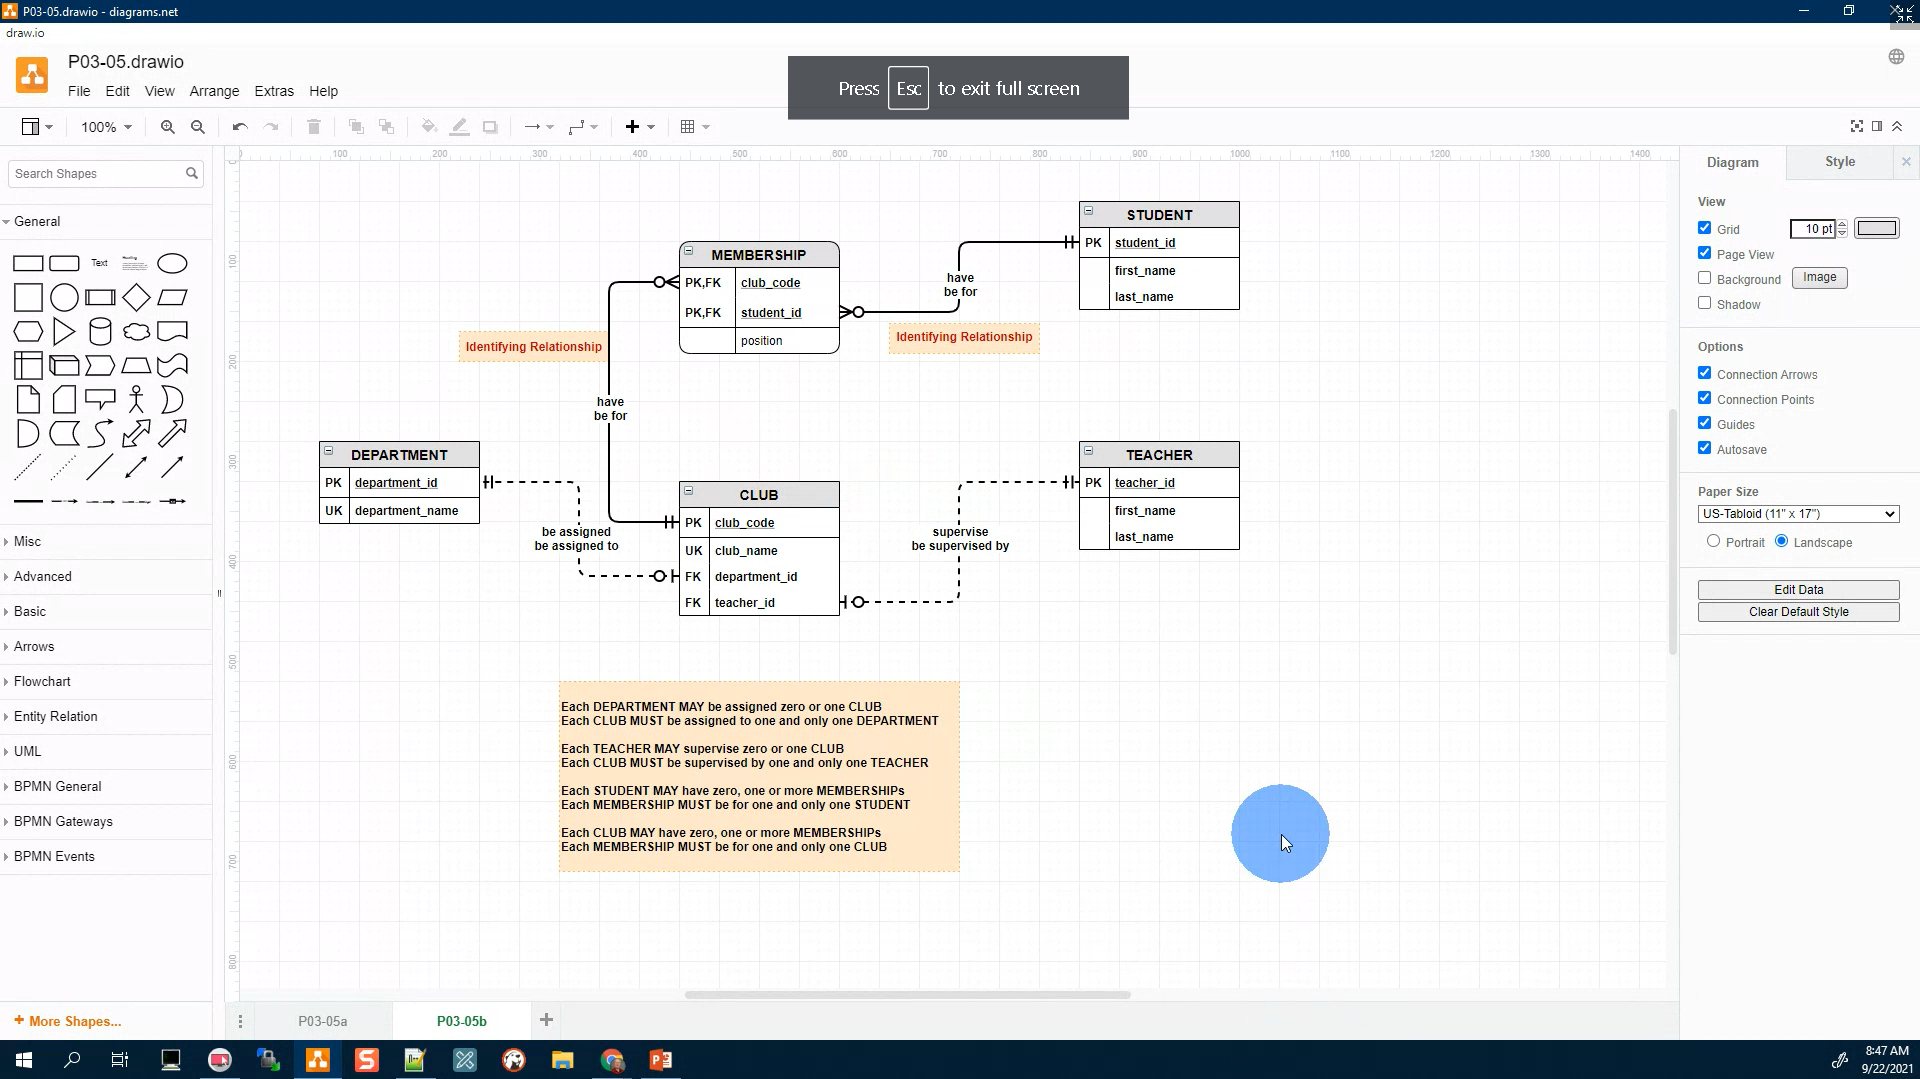 P03-05.drawio - diagrams.net
draw.io
P03-05.drawio
File Edit View Arrange Extras Help
Press Esc to exit full screen
100%
Search Shapes
General
Text
Heading
Misc
Advanced
Basic
Arrows
Flowchart
Entity Relation
UML
BPMN General
BPMN Gateways
BPMN Events
+ More Shapes...
0 100 200 300 400 500 600 700 800 900 1000 1100 1200 1300 1400
0
100
200
300
400
500
600
700
800
STUDENT
PK student_id
first_name
last_name
MEMBERSHIP
PK,FK club_code
PK,FK student_id
position
have
be for
Identifying Relationship
Identifying Relationship
have
be for
DEPARTMENT
PK department_id
UK department_name
TEACHER
PK teacher_id
first_name
last_name
CLUB
PK club_code
UK club_name
FK department_id
FK teacher_id
be assigned
be assigned to
supervise
be supervised by
Each DEPARTMENT MAY be assigned zero or one CLUB
Each CLUB MUST be assigned to one and only one DEPARTMENT
Each TEACHER MAY supervise zero or one CLUB
Each CLUB MUST be supervised by one and only one TEACHER
Each STUDENT MAY have zero, one or more MEMBERSHIPs
Each MEMBERSHIP MUST be for one and only one STUDENT
Each CLUB MAY have zero, one or more MEMBERSHIPs
Each MEMBERSHIP MUST be for one and only one CLUB
Diagram Style
View
Grid 10 pt
Page View
Background Image
Shadow
Options
Connection Arrows
Connection Points
Guides
Autosave
Paper Size
US-Tabloid (11" x 17")
Portrait Landscape
Edit Data
Clear Default Style
P03-05a P03-05b
8:47 AM
9/22/2021